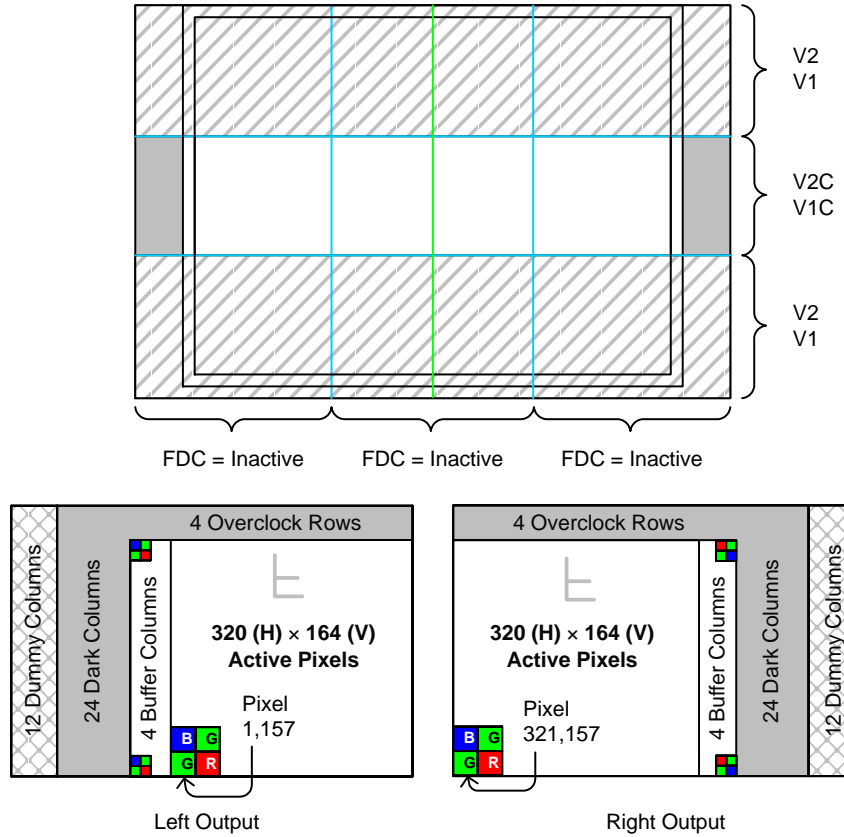 V2
V1
V2C
V1C
V2
V1
FDC = Inactive
FDC = Inactive
FDC = Inactive
12 Dummy Columns
24 Dark Columns
4 Overclock Rows
4 Buffer Columns
320 (H) × 164 (V)
Active Pixels
Pixel
1,157
B G
G R
Left Output
4 Overclock Rows
320 (H) × 164 (V)
Active Pixels
Pixel
321,157
B G
G R
4 Buffer Columns
24 Dark Columns
12 Dummy Columns
Right Output